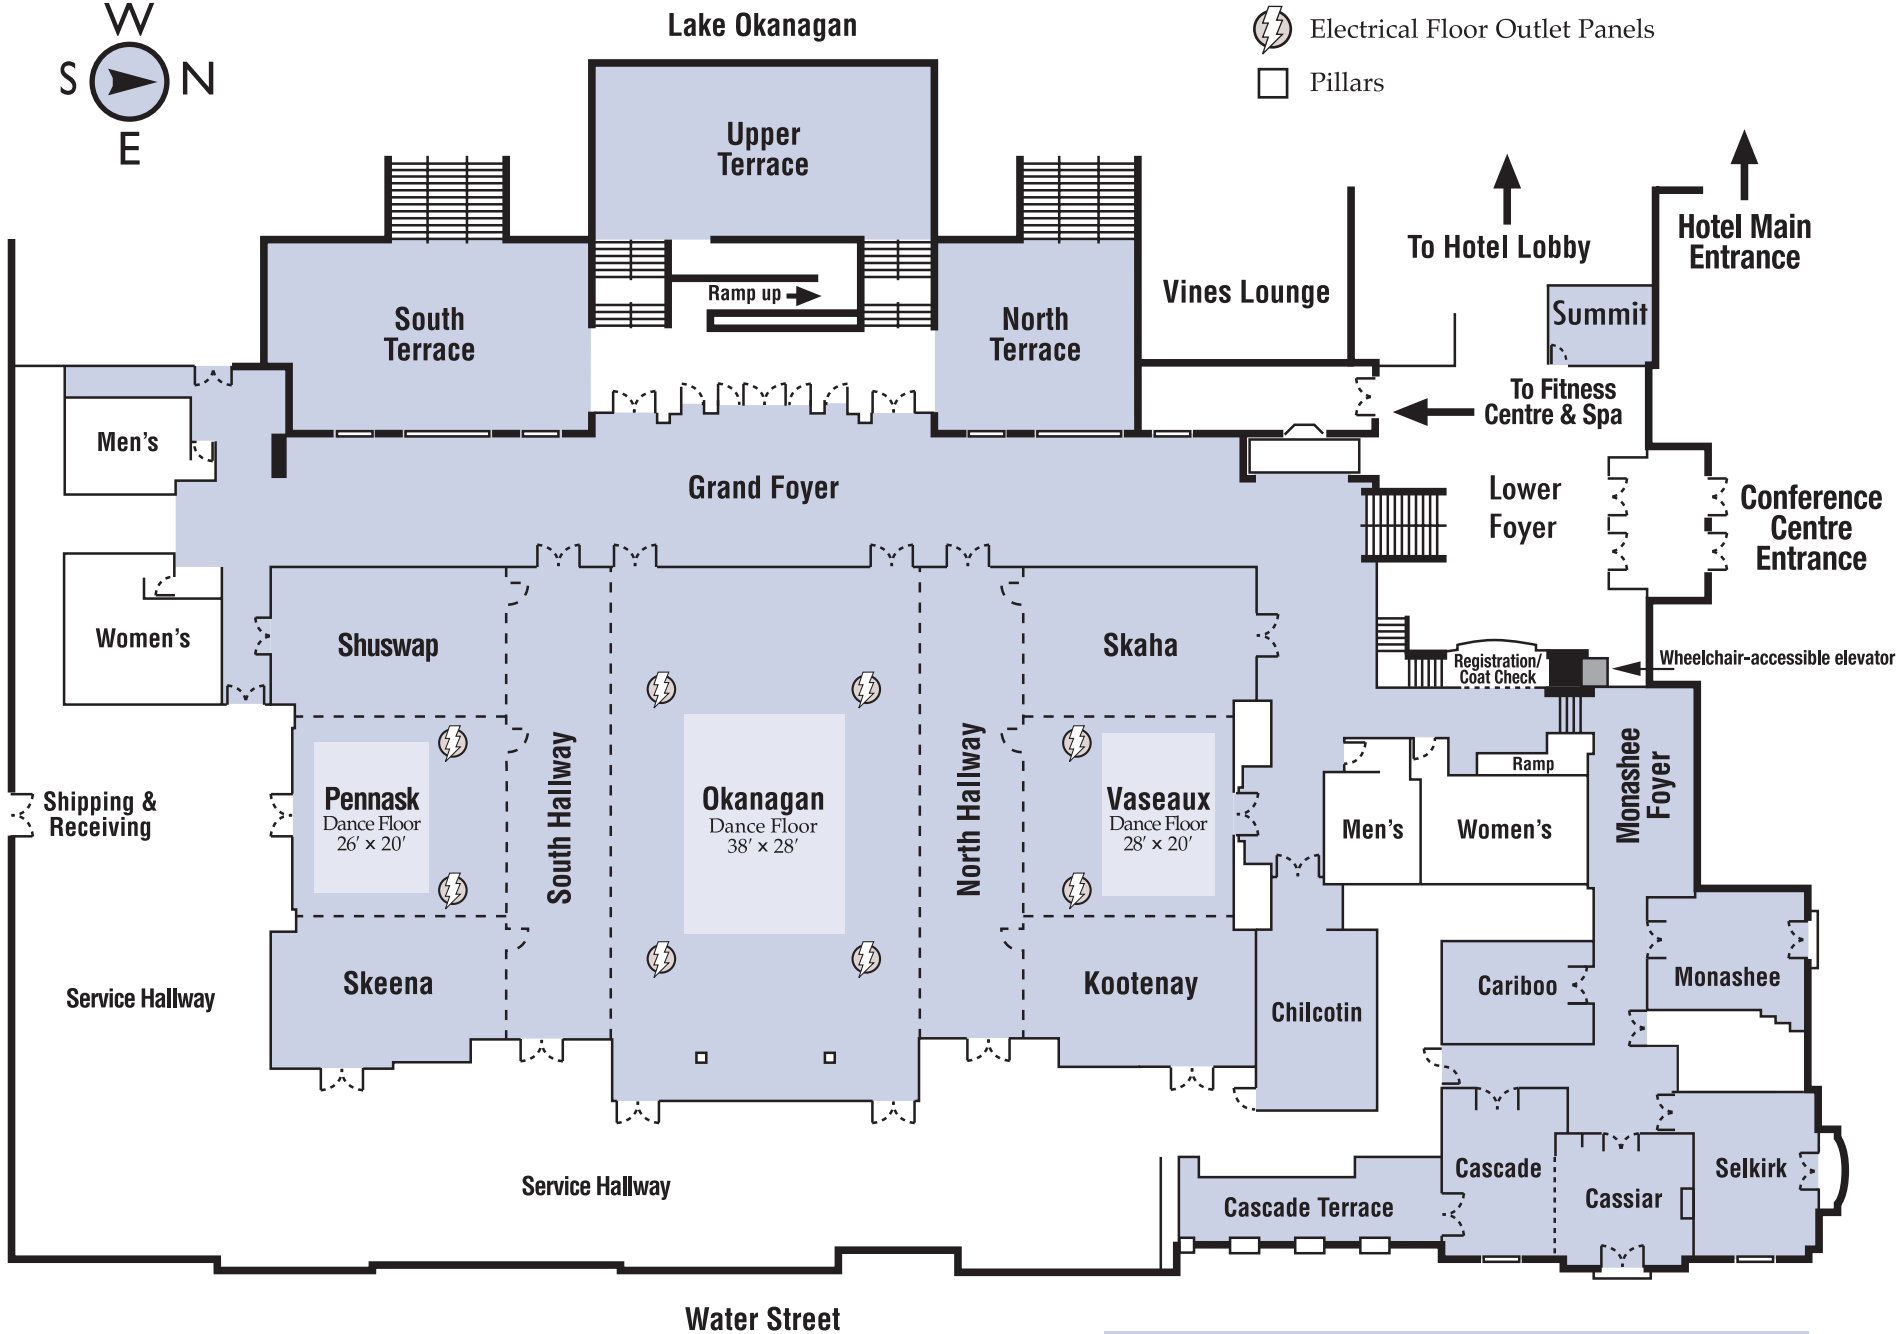 W
S
N
E
Lake Okanagan
Electrical Floor Outlet Panels
Pillars
Upper
Terrace
Hotel Main
Entrance
To Hotel Lobby
Vines Lounge
Ramp up
South
Terrace
North
Terrace
Summit
To Fitness
Centre & Spa
Men's
Grand Foyer
Lower
Foyer
Conference
Centre
Entrance
Women's
Shuswap
Skaha
Registration/
Coat Check
Wheelchair-accessible elevator
South Hallway
North Hallway
Monashee
Foyer
Ramp
Shipping &
Receiving
Pennask
Dance Floor
26' x 20'
Okanagan
Dance Floor
38' x 28'
Vaseaux
Dance Floor
28' x 20'
Men's
Women's
Skeena
Kootenay
Service Hallway
Chilcotin
Cariboo
Monashee
Service Hallway
Cascade
Selkirk
Cassiar
Cascade Terrace
Water Street